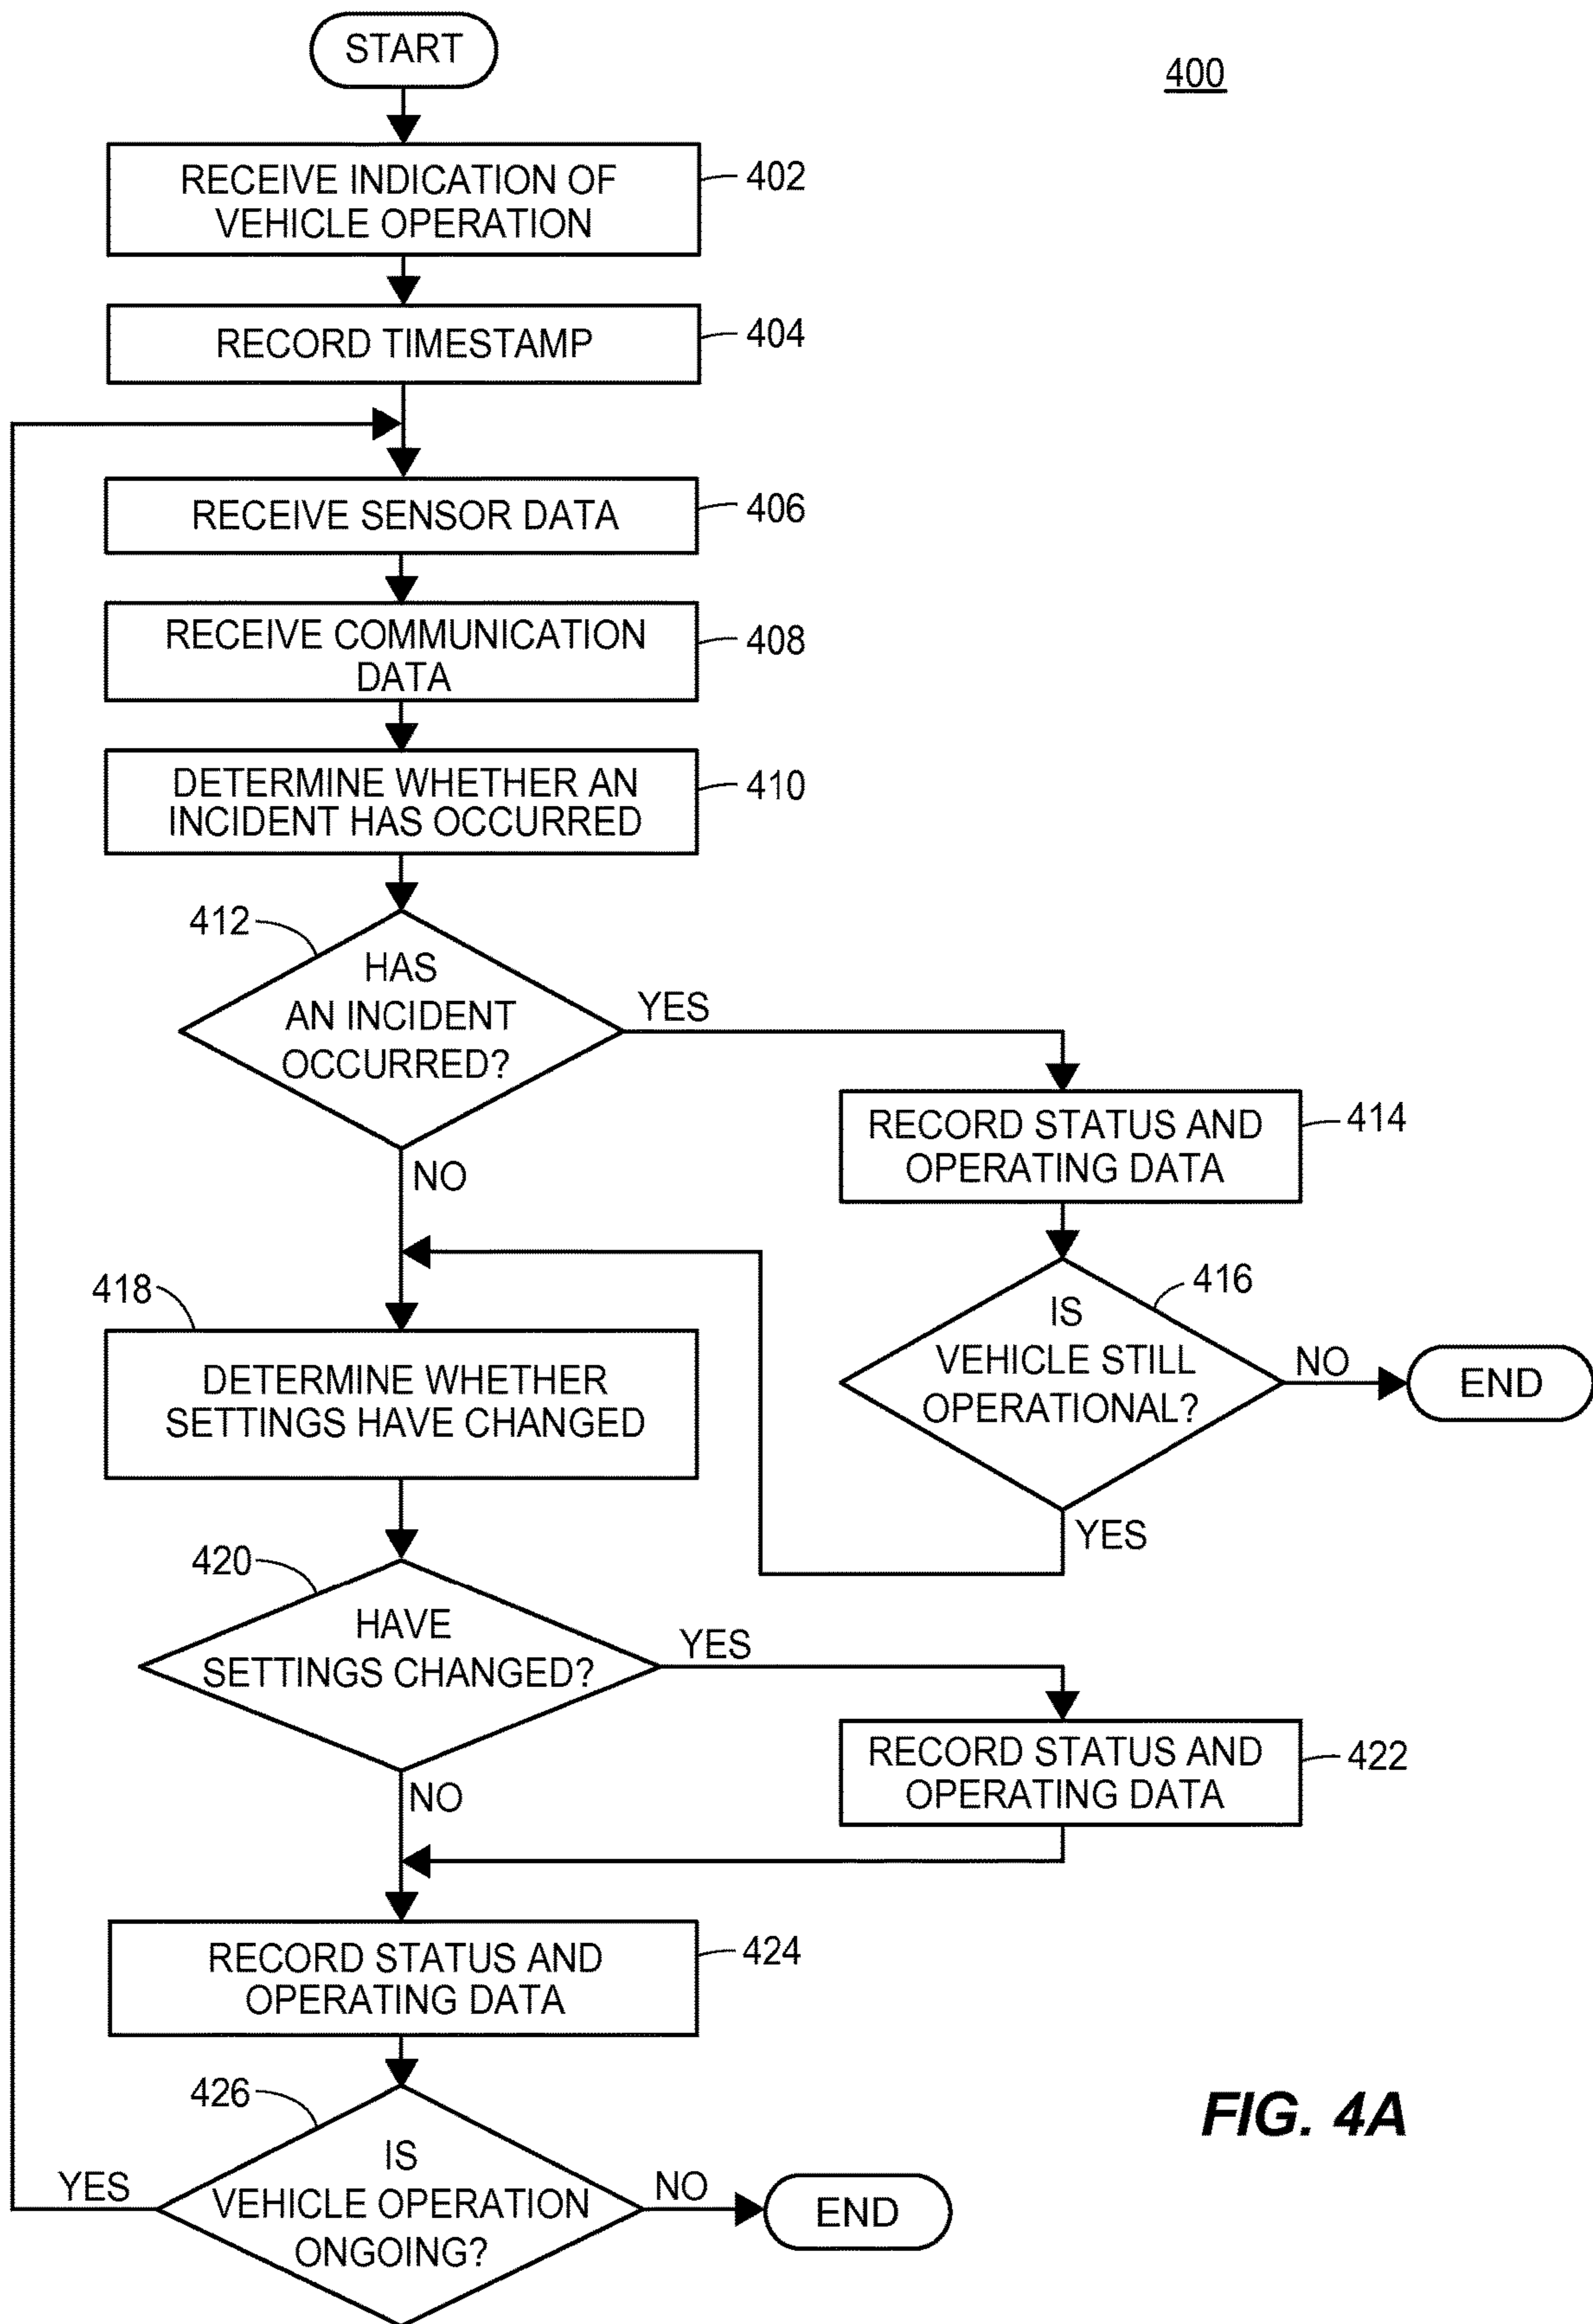 START
400
RECEIVE INDICATION OF
VEHICLE OPERATION
402
RECORD TIMESTAMP
404
RECEIVE SENSOR DATA
406
RECEIVE COMMUNICATION
DATA
408
DETERMINE WHETHER AN
INCIDENT HAS OCCURRED
410
412
HAS
AN INCIDENT
OCCURRED?
YES
NO
RECORD STATUS AND
OPERATING DATA
414
416
IS
VEHICLE STILL
OPERATIONAL?
NO
END
YES
418
DETERMINE WHETHER
SETTINGS HAVE CHANGED
420
HAVE
SETTINGS CHANGED?
YES
NO
RECORD STATUS AND
OPERATING DATA
422
RECORD STATUS AND
OPERATING DATA
424
426
IS
VEHICLE OPERATION
ONGOING?
YES
NO
END
FIG. 4A